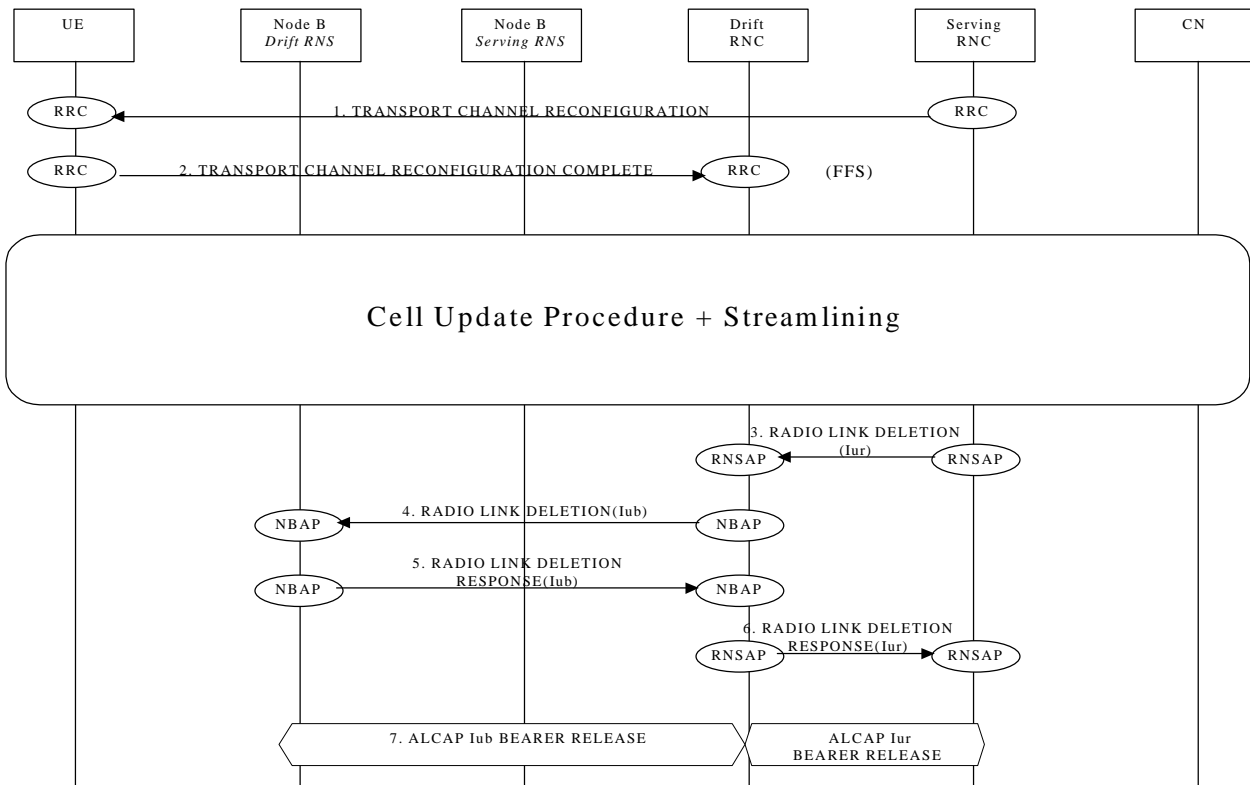 UE
Node B
Drift RNS
Node B
Serving RNS
Drift
RNC
Serving
RNC
CN
RRC
1. TRANSPORT CHANNEL RECONFIGURATION
RRC
RRC
2. TRANSPORT CHANNEL RECONFIGURATION COMPLETE
RRC
(FFS)
Cell Update Procedure + Streamlining
3. RADIO LINK DELETION
(Iur)
RNSAP
RNSAP
4. RADIO LINK DELETION(Iub)
NBAP
NBAP
5. RADIO LINK DELETION
RESPONSE(Iub)
NBAP
NBAP
6. RADIO LINK DELETION
RESPONSE(Iur)
RNSAP
RNSAP
7. ALCAP Iub BEARER RELEASE
ALCAP Iur
BEARER RELEASE